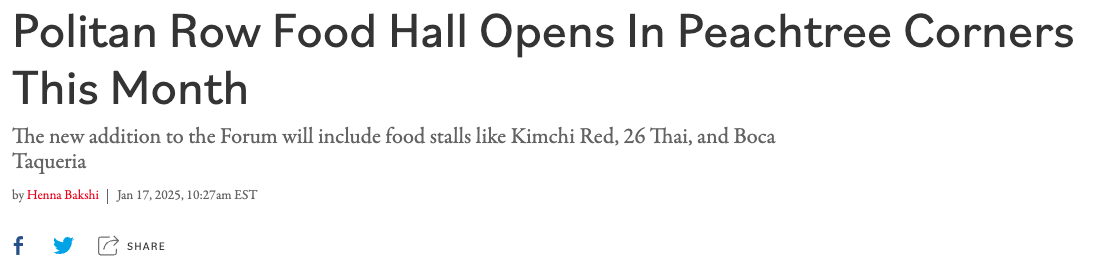 Politan Row Food Hall Opens In Peachtree Corners
This Month
The new addition to the Forum will include food stalls like Kimchi Red, 26 Thai, and Boca
Taqueria
by Henna Bakshi | Jan 17, 2025, 10:27am EST
SHARE